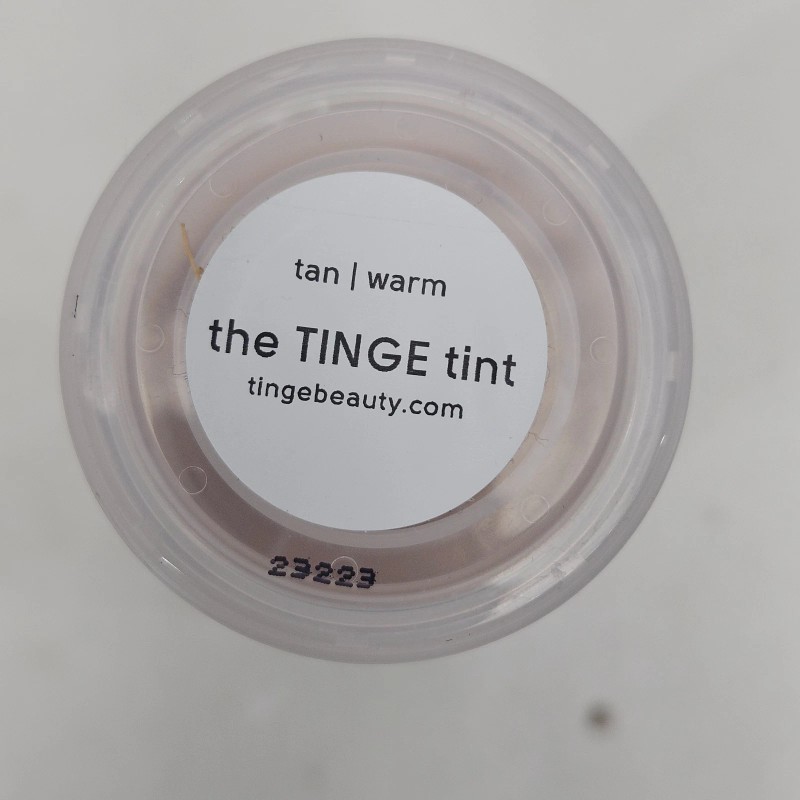 tan | warm
the TINGE tint
tingebeauty.com
23223